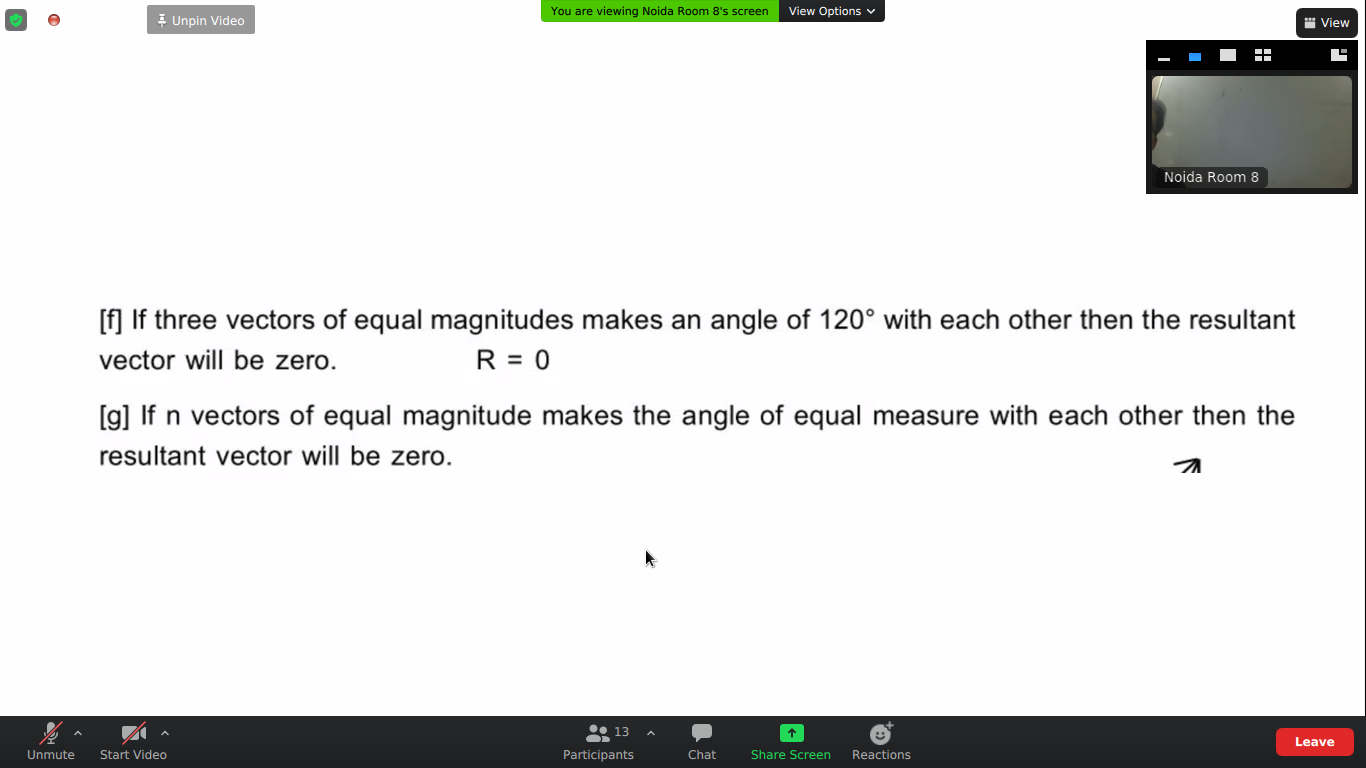 Unpin Video
You are viewing Noida Room 8's screen
View Options
View
Noida Room 8
[f] If three vectors of equal magnitudes makes an angle of 120° with each other then the resultant
vector will be zero. R = 0
[g] If n vectors of equal magnitude makes the angle of equal measure with each other then the
resultant vector will be zero.
Unmute
Start Video
13
Participants
Chat
Share Screen
Reactions
Leave